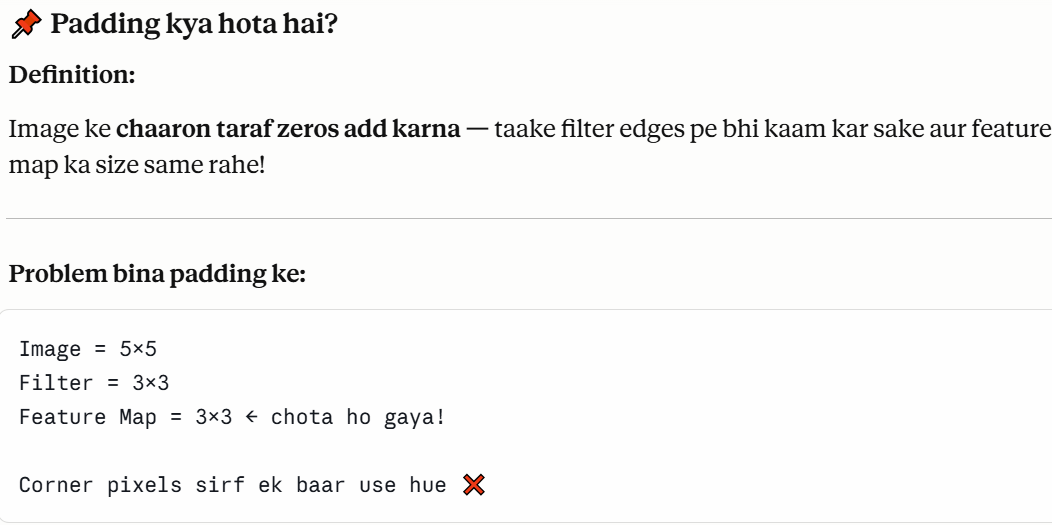 📌 Padding kya hota hai?
Definition:
Image ke chaaron taraf zeros add karna — taake filter edges pe bhi kaam kar sake aur feature
map ka size same rahe!
Problem bina padding ke:
Image = 5×5
Filter = 3×3
Feature Map = 3×3 ← chota ho gaya!
Corner pixels sirf ek baar use hue ❌